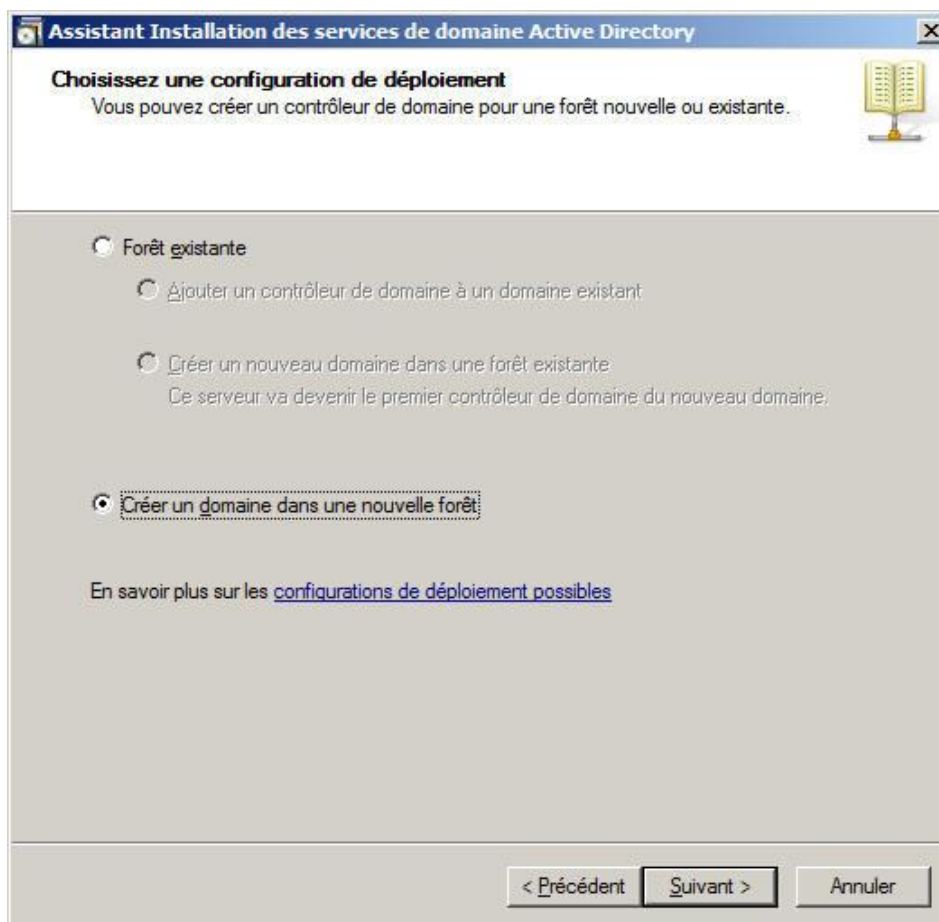 Assistant Installation des services de domaine Active Directory
Choisissez une configuration de déploiement
Vous pouvez créer un contrôleur de domaine pour une forêt nouvelle ou existante.
Forêt existante
Ajouter un contrôleur de domaine à un domaine existant
Créer un nouveau domaine dans une forêt existante
Ce serveur va devenir le premier contrôleur de domaine du nouveau domaine.
Créer un domaine dans une nouvelle forêt
En savoir plus sur les configurations de déploiement possibles
< Précédent Suivant > Annuler